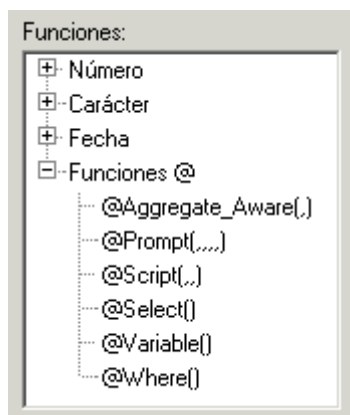 Funciones:
Número
Carácter
Fecha
Funciones @
@Aggregate_Aware(,)
@Prompt(,,,,)
@Script(,,)
@Select()
@Variable()
@Where()